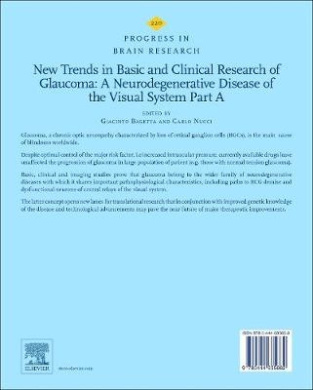 220
PROGRESS IN
BRAIN RESEARCH
New Trends in Basic and Clinical Research of
Glaucoma: A Neurodegenerative Disease of
the Visual System Part A
EDITED BY
GIACINTO BAGETTA AND CARLO NUCCI
Glaucoma, a chronic optic neuropathy characterized by loss of retinal ganglion cells (RGCs), is the main cause
of blindness worldwide.
Despite optimal control of the major risk factor, i.e. increased intraocular pressure, currently available drugs leave
unaffected the progression of glaucoma in large population of patient (e.g. those with normal tension glaucoma).
Basic, clinical and imaging studies prove that glaucoma belong to the wider family of neurodegenerative
diseases with which it shares important pathophysiological characteristics, including paths to RGC demise and
dysfunctional neurons of central relays of the visual system.
The latter concept opens new lanes for translational research that in conjunction with improved genetic knowledge
of the disease and technological advancements may pave the near future of major therapeutic improvements.
ELSEVIER